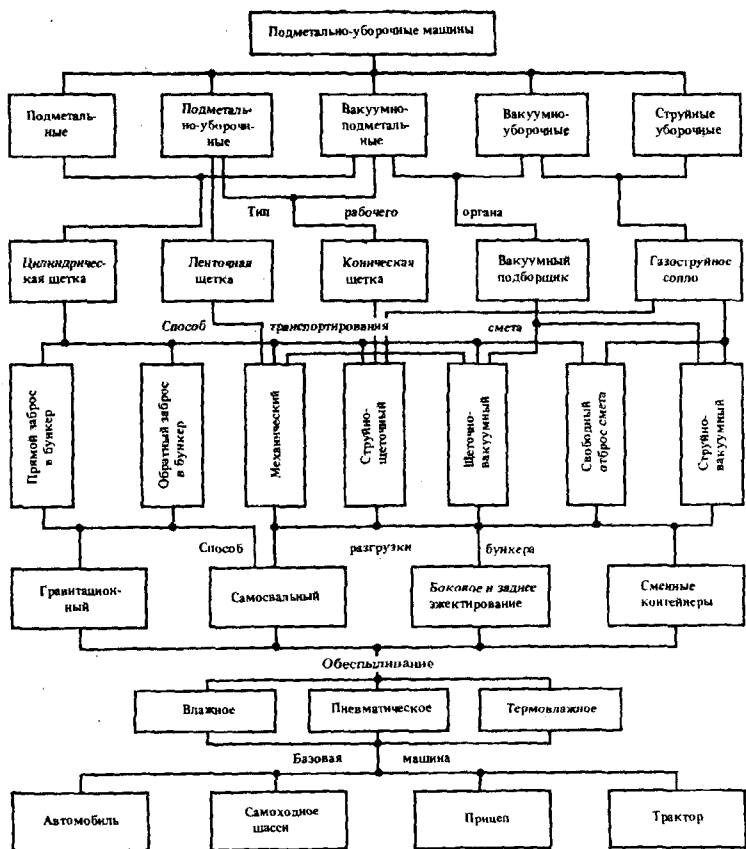 Подметально-уборочные машины
Подметаль-
ные
Подметаль-
но-уборочн-
ные
Вакуумно-
подметаль-
ные
Вакуумно-
уборочные
Струйные
уборочные
Тип рабочего органа
Цилиндричес-
кая щетка
Ленточная
щетка
Коническая
щетка
Вакуумный
подборщик
Газоструйное
сопло
Способ транспортирования смета
Прямой заброс
в бункер
Обратный заброс
в бункер
Механический
Струйно-
щеточный
Щеточно-
вакуумный
Свободный
отброс смета
Струйно-
вакуумный
Способ разгрузки бункера
Гравитацион-
ный
Самосвальный
Боковое и заднее
эжектирование
Сменные
контейнеры
Обеспыливание
Влажное
Пневматическое
Термовлажное
Базовая машина
Автомобиль
Самоходное
шасси
Прицеп
Трактор